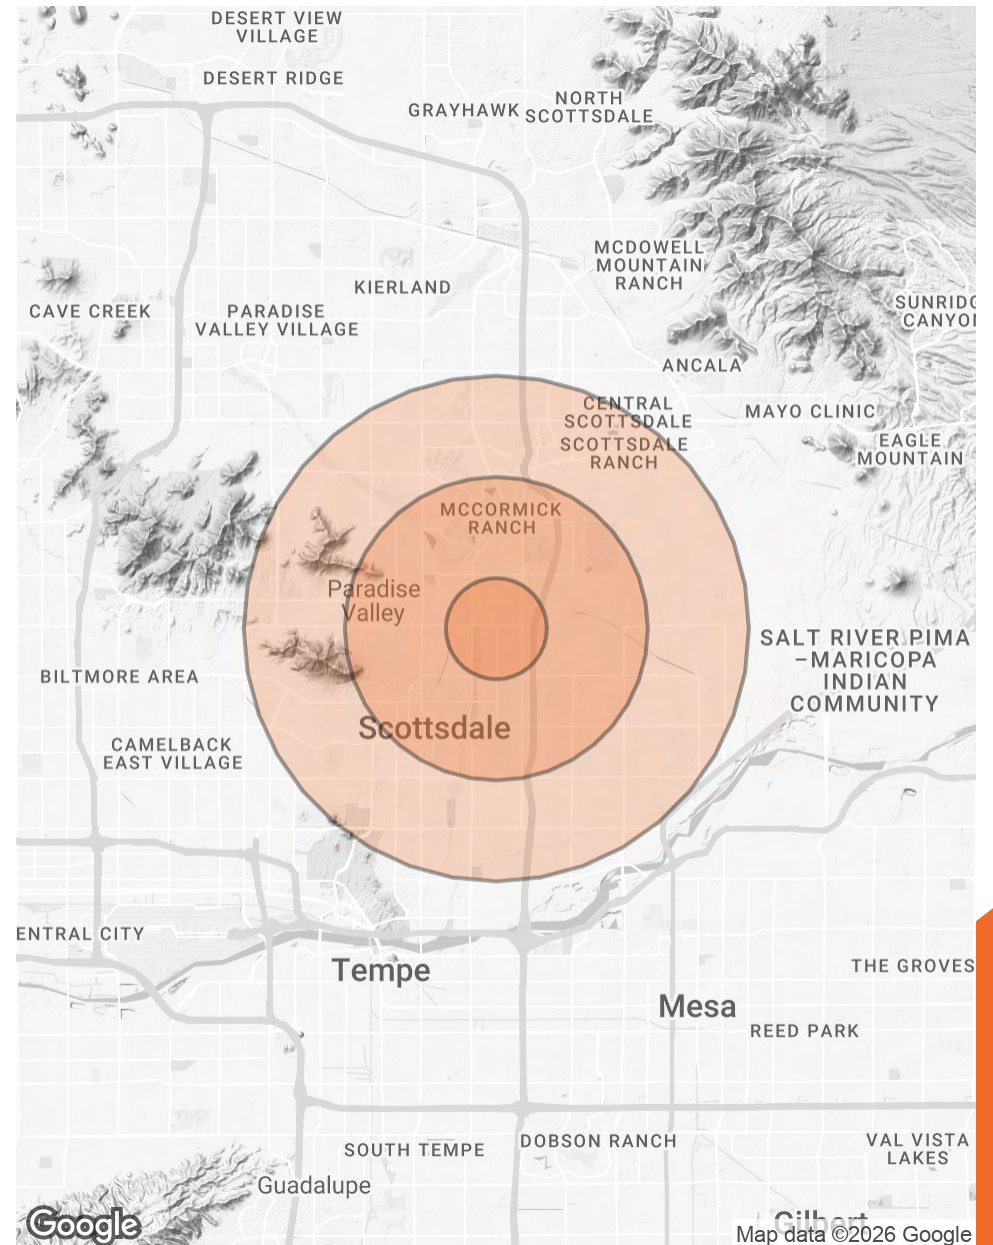 DESERT VIEW
VILLAGE
DESERT RIDGE
GRAYHAWK
NORTH
SCOTTSDALE
MCDOWELL
MOUNTAIN
RANCH
KIERLAND
SUNRIDG
CANYON
CAVE CREEK
PARADISE
VALLEY VILLAGE
ANCALA
CENTRAL
SCOTTSDALE
MAYO CLINIC
SCOTTSDALE
RANCH
EAGLE
MOUNTAIN
MCCORMICK
RANCH
Paradise
Valley
SALT RIVER PIMA
–MARICOPA
INDIAN
COMMUNITY
BILTMORE AREA
Scottsdale
CAMELBACK
EAST VILLAGE
ENTRAL CITY
Tempe
THE GROVES
Mesa
REED PARK
SOUTH TEMPE
DOBSON RANCH
VAL VISTA
LAKES
Guadalupe
Gilbert
Google
Map data ©2026 Google